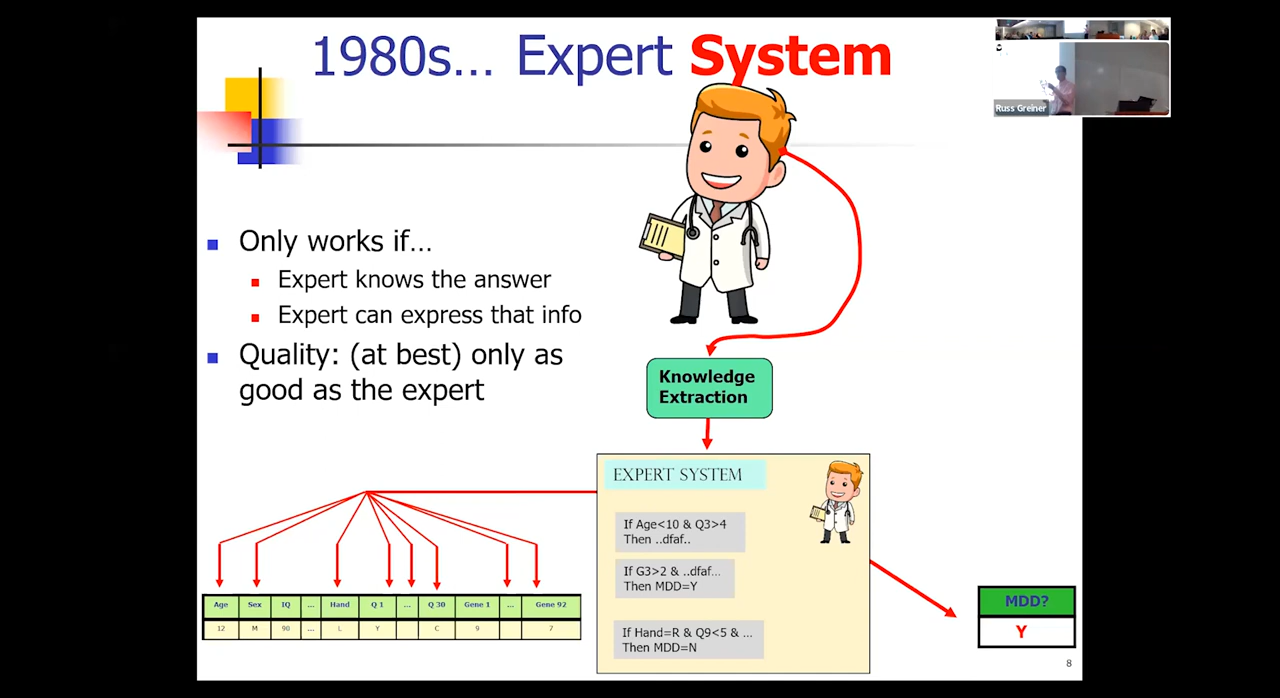 1980s… Expert System
Russ Greiner
Only works if…
Expert knows the answer
Expert can express that info
Quality: (at best) only as
good as the expert
Knowledge
Extraction
EXPERT SYSTEM
If Age<10 & Q3>4
Then ..dfaf..
If G3>2 & ..dfaf…
Then MDD=Y
If Hand=R & Q9<5 & …
Then MDD=N
Age Sex IQ … Hand Q 1 … Q 30 Gene 1 … Gene 92
12 M 90 … L Y C 9 7
MDD?
Y
8